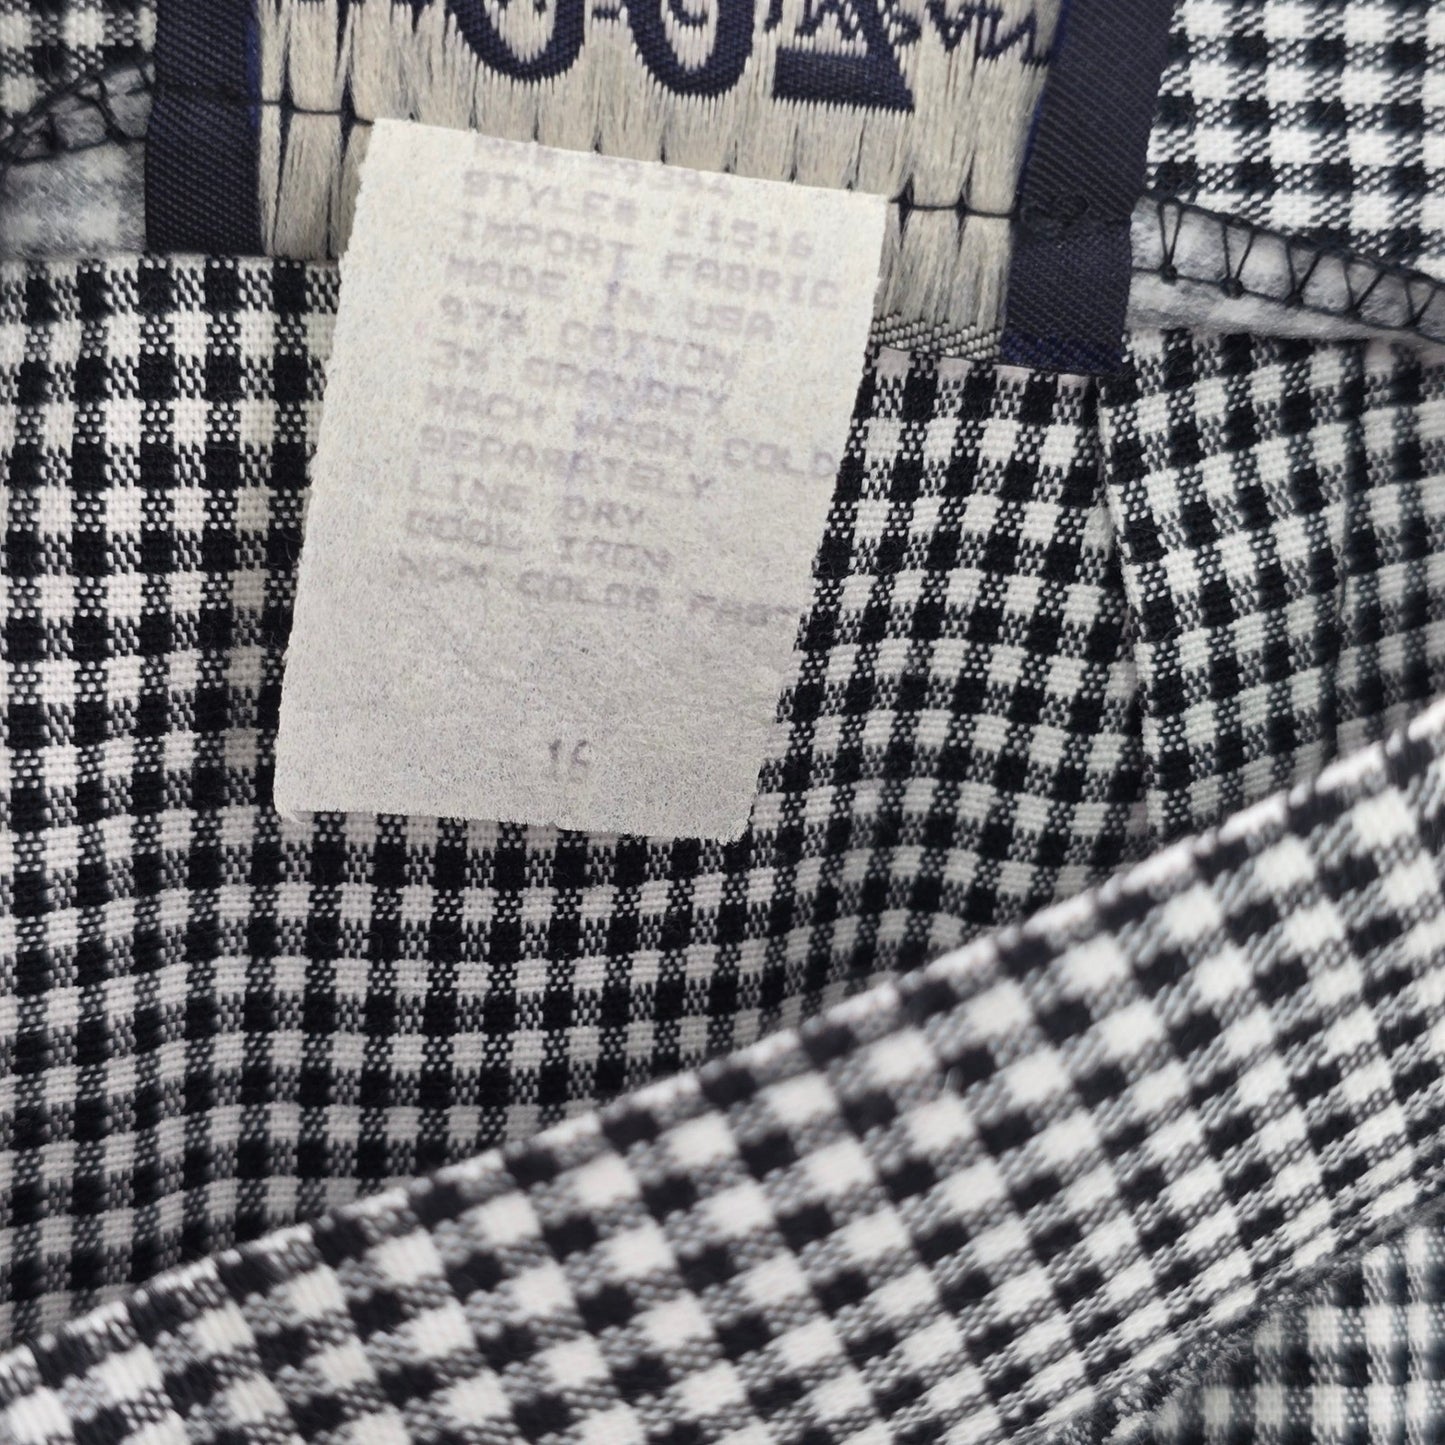 STYLE# 11516
IMPORT FABRIC
MADE IN USA
97% COTTON
3% SPANDEX
MACH WASH COLD
SEPARATELY
LINE DRY
COOL IRON
COLOR FAST
16